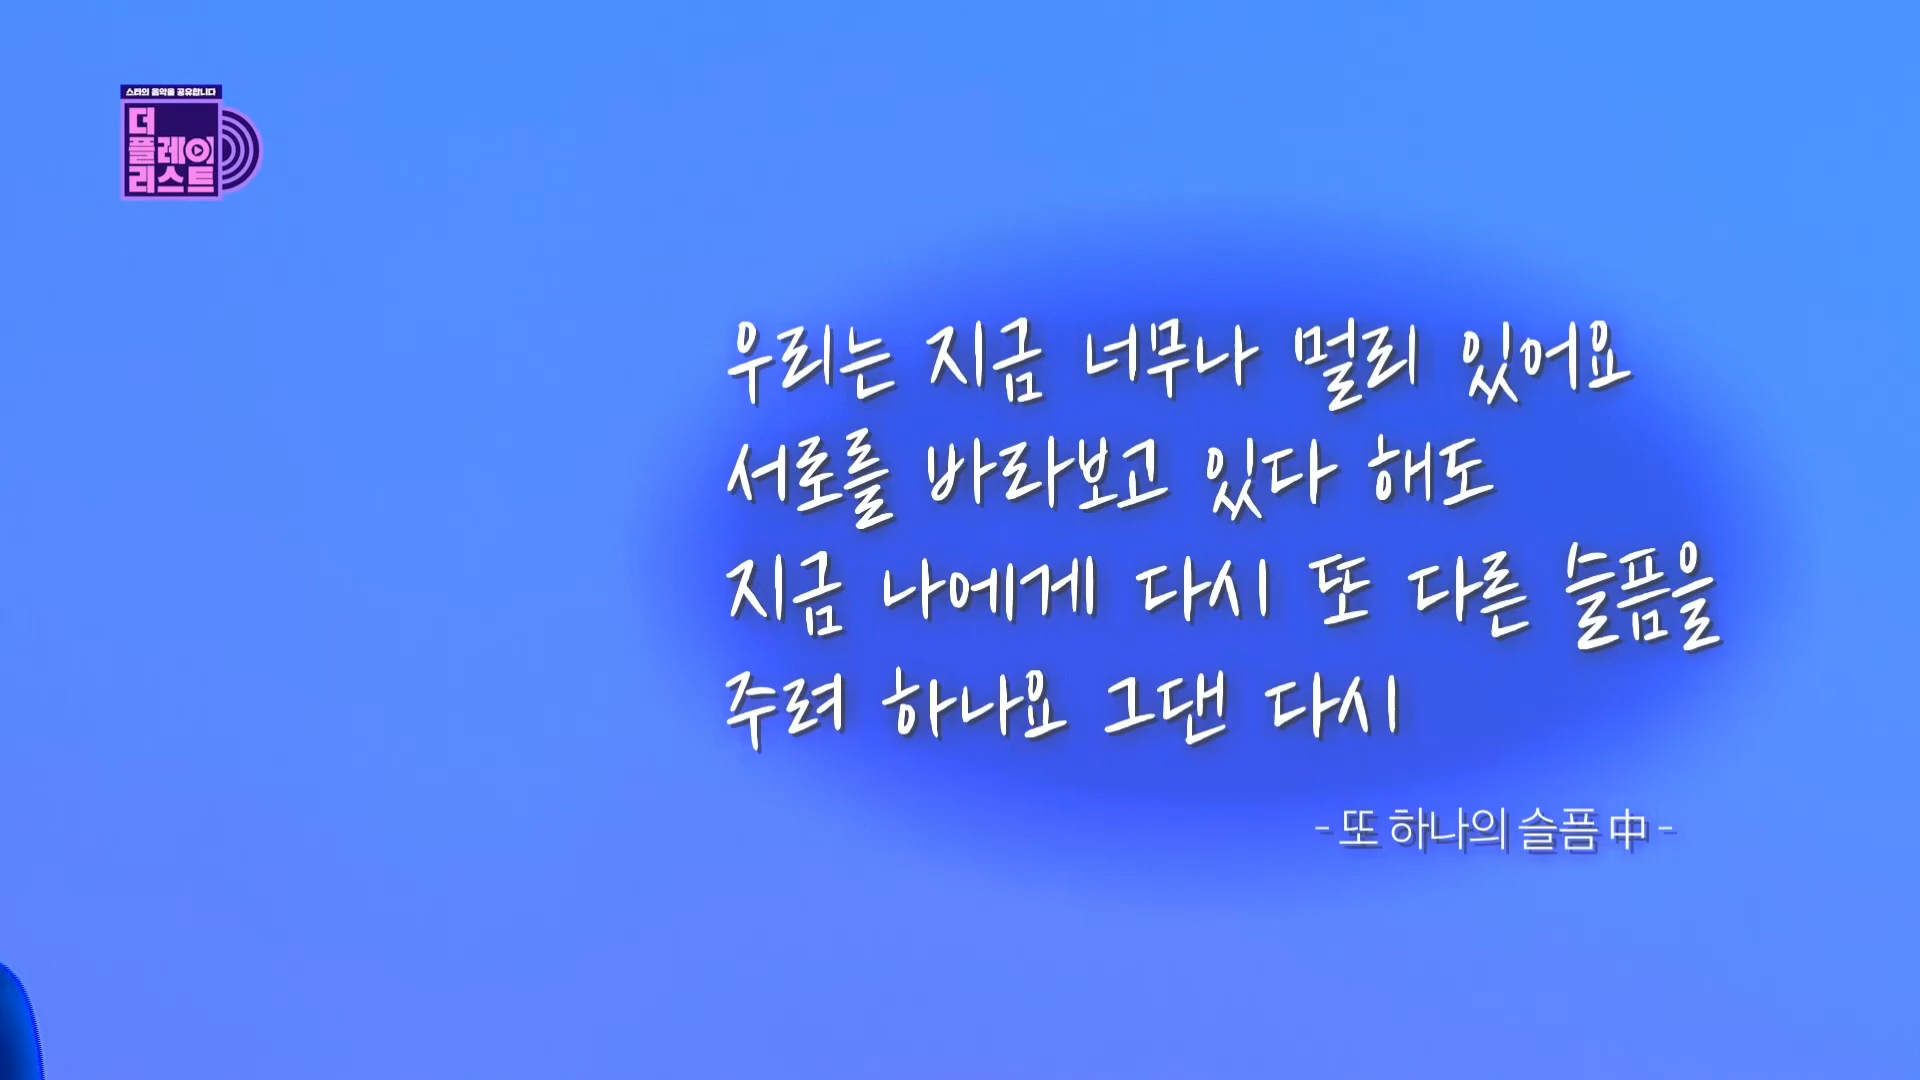 스타의 음악을 공유합니다
더
플레이
리스트
우리는 지금 너무나 멀리 있어요
서로를 바라보고 있다 해도
지금 나에게 다시 또 다른 슬픔을
주려 하나요 그댄 다시
- 또 하나의 슬픔 中 -